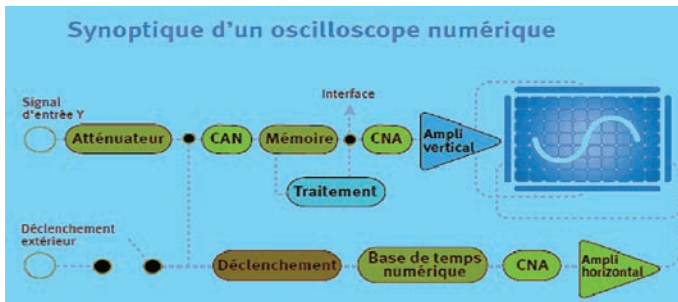 Synoptique d'un oscilloscope numérique
Signal
d'entrée Y
Atténuateur
CAN
Mémoire
Interface
CNA
Ampli
vertical
Traitement
Déclenchement
extérieur
Déclenchement
Base de temps
numérique
CNA
Ampli
horizontal